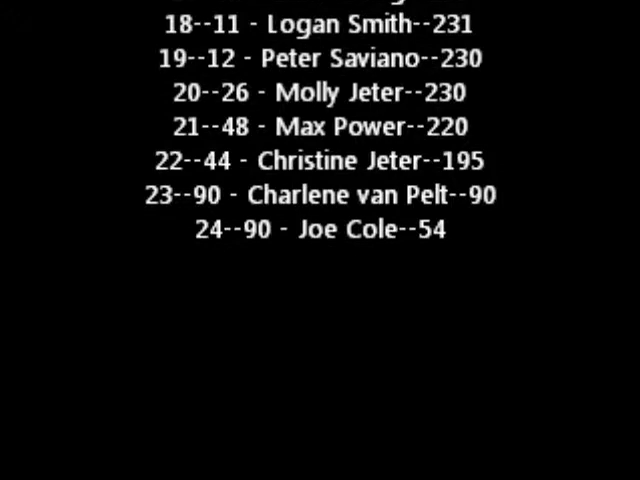 18--11 - Logan Smith--231
19--12 - Peter Saviano--230
20--26 - Molly Jeter--230
21--48 - Max Power--220
22--44 - Christine Jeter--195
23--90 - Charlene van Pelt--90
24--90 - Joe Cole--54